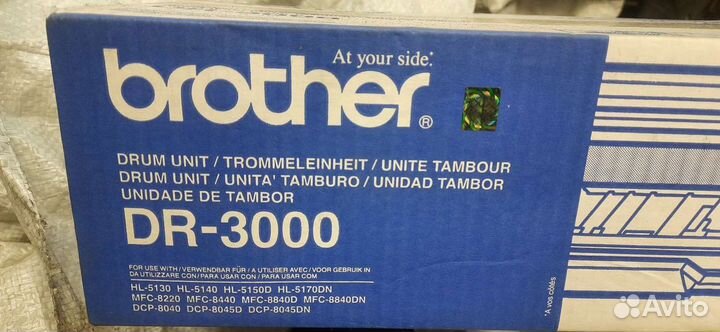 At your side.
brother®
DRUM UNIT / TROMMELEINHEIT / UNITE TAMBOUR
DRUM UNIT / UNITA' TAMBURO / UNIDAD TAMBOR
UNIDADE DE TAMBOR
DR-3000
FOR USE WITH / VERWENDBAR FÜR / A UTILISER AVEC / VOOR GEBRUIK IN
DA UTILIZZARE CON / PARA USAR CON / PARA USAR COM
HL-5130 HL-5140 HL-5150D HL-5170DN
MFC-8220 MFC-8440 MFC-8840D MFC-8840DN
DCP-8040 DCP-8045D DCP-8045DN
*A vos côtés
Avito